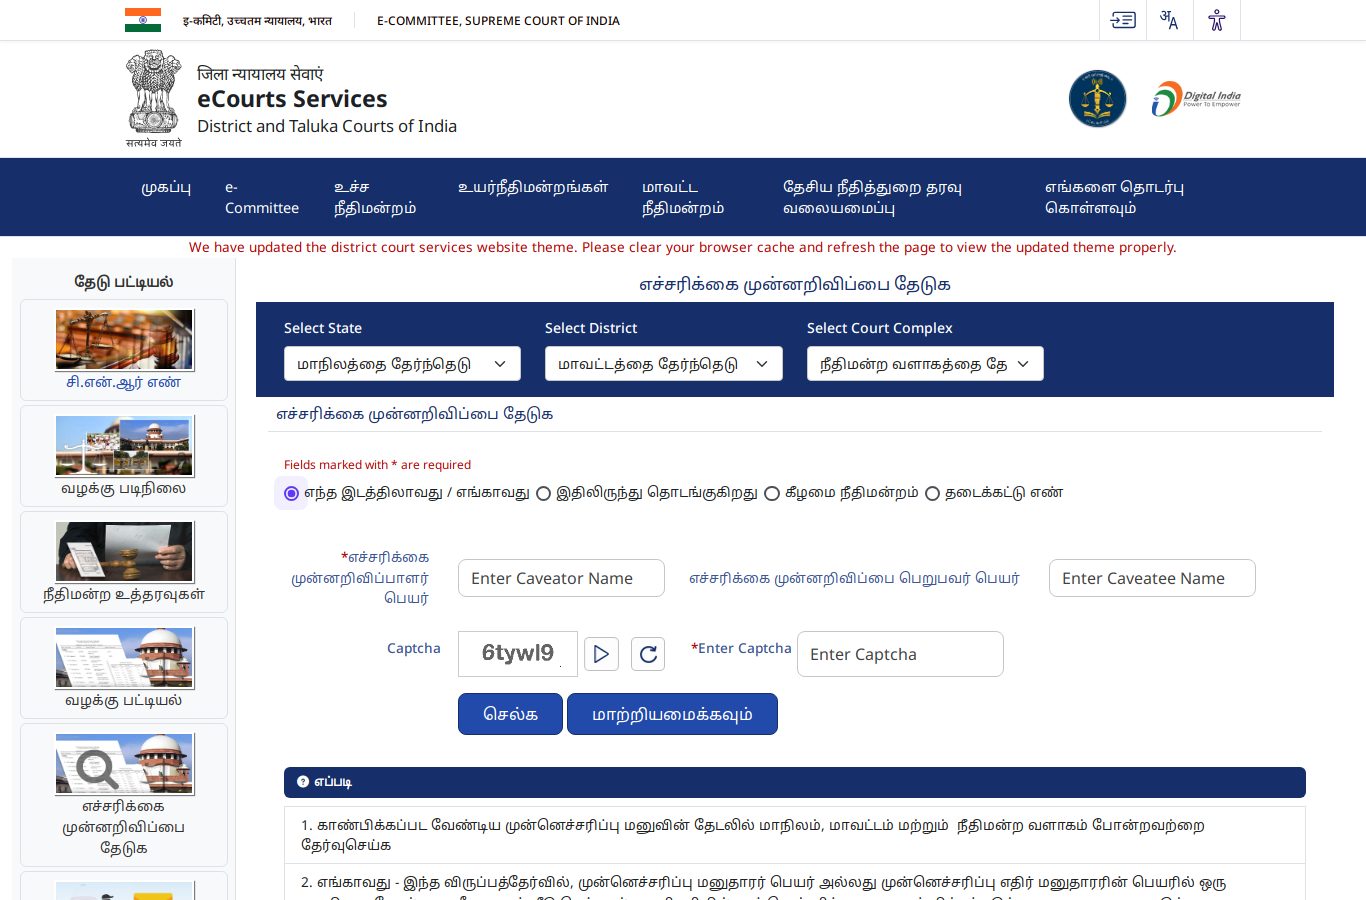 इ-कमिटी, उच्चतम न्यायालय, भारत
E-COMMITTEE, SUPREME COURT OF INDIA
अ A
जिला न्यायालय सेवाएं
eCourts Services
District and Taluka Courts of India
सत्यमेव जयते
Digital India
Power To Empower
முகப்பு
e-Committee
உச்ச நீதிமன்றம்
உயர்நீதிமன்றங்கள்
மாவட்ட நீதிமன்றம்
தேசிய நீதித்துறை தரவு வலையமைப்பு
எங்களை தொடர்பு கொள்ளவும்
We have updated the district court services website theme. Please clear your browser cache and refresh the page to view the updated theme properly.
தேடு பட்டியல்
சி.என்.ஆர் எண்
வழக்கு படிநிலை
நீதிமன்ற உத்தரவுகள்
வழக்கு பட்டியல்
எச்சரிக்கை
முன்னறிவிப்பை
தேடுக
எச்சரிக்கை முன்னறிவிப்பை தேடுக
Select State
Select District
Select Court Complex
மாநிலத்தை தேர்ந்தெடு
மாவட்டத்தை தேர்ந்தெடு
நீதிமன்ற வளாகத்தை தே
எச்சரிக்கை முன்னறிவிப்பை தேடுக
Fields marked with * are required
எந்த இடத்திலாவது / எங்காவது
இதிலிருந்து தொடங்குகிறது
கீழமை நீதிமன்றம்
தடைக்கட்டு எண்
*எச்சரிக்கை
முன்னறிவிப்பாளர்
பெயர்
Enter Caveator Name
எச்சரிக்கை முன்னறிவிப்பை பெறுபவர் பெயர்
Enter Caveatee Name
Captcha
6tywl9
*Enter Captcha
Enter Captcha
செல்க
மாற்றியமைக்கவும்
எப்படி
1. காண்பிக்கப்பட வேண்டிய முன்னெச்சரிப்பு மனுவின் தேடலில் மாநிலம், மாவட்டம் மற்றும் நீதிமன்ற வளாகம் போன்றவற்றை
தேர்வுசெய்க
2. எங்காவது - இந்த விருப்பத்தேர்வில், முன்னெச்சரிப்பு மனுதாரர் பெயர் அல்லது முன்னெச்சரிப்பு எதிர் மனுதாரரின் பெயரில் ஒரு